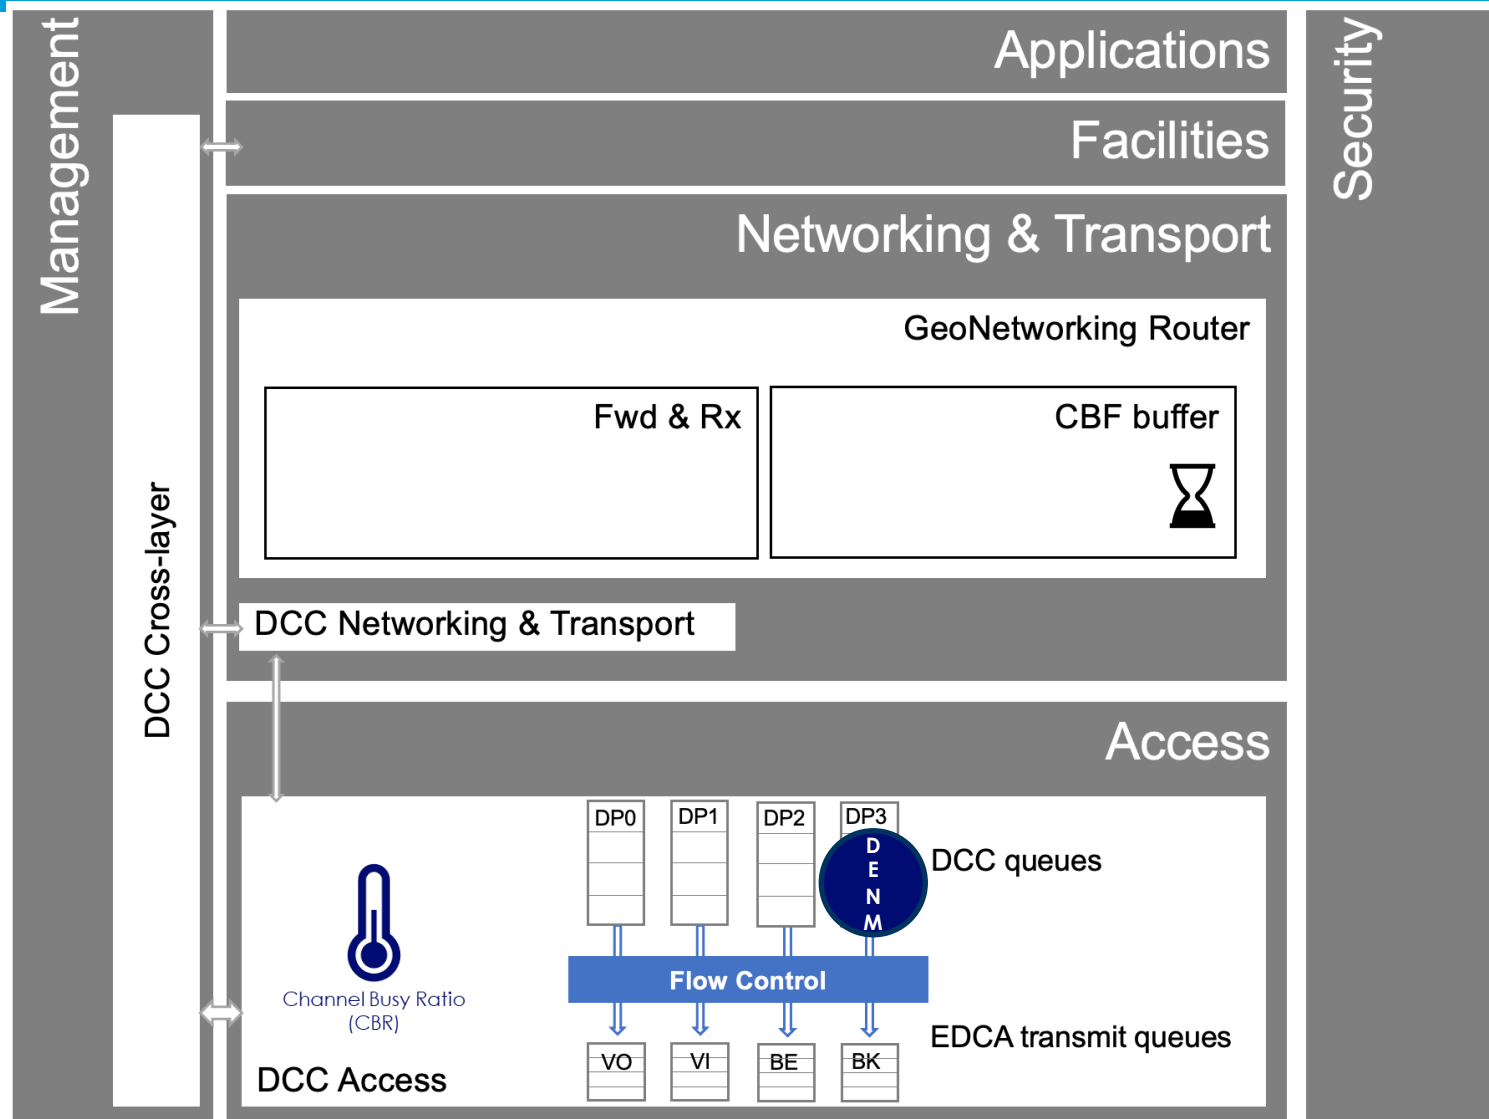 Management
Applications
Security
Facilities
Networking & Transport
GeoNetworking Router
Fwd & Rx
CBF buffer
DCC Cross-layer
DCC Networking & Transport
Access
DP0
DP1
DP2
DP3
D
E
N
M
DCC queues
Flow Control
Channel Busy Ratio
(CBR)
EDCA transmit queues
VO
VI
BE
BK
DCC Access